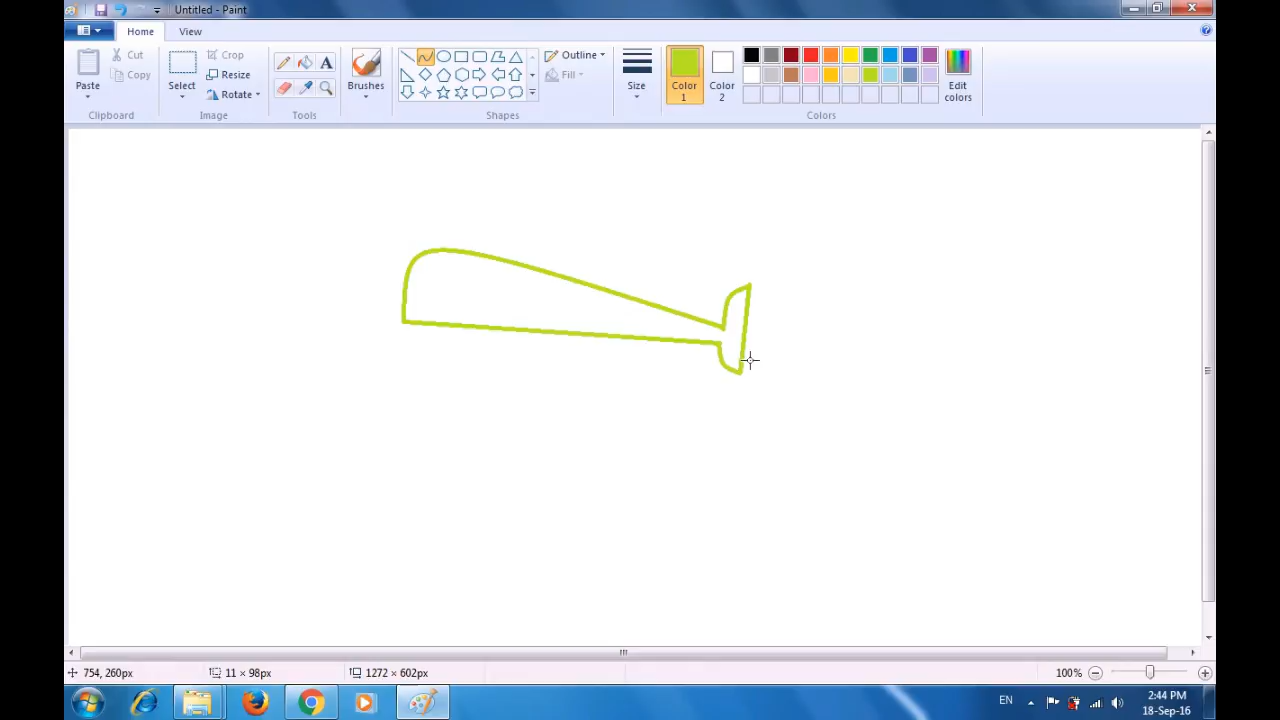 Untitled - Paint
Home View
Paste
Cut
Copy
Clipboard
Select
Crop
Resize
Rotate
Image
A
Tools
Brushes
Outline
Fill
Shapes
Size
Color
1
Color
2
Edit
colors
Colors
754, 260px 11 × 98px 1272 × 602px 100%
EN 2:44 PM
18-Sep-16